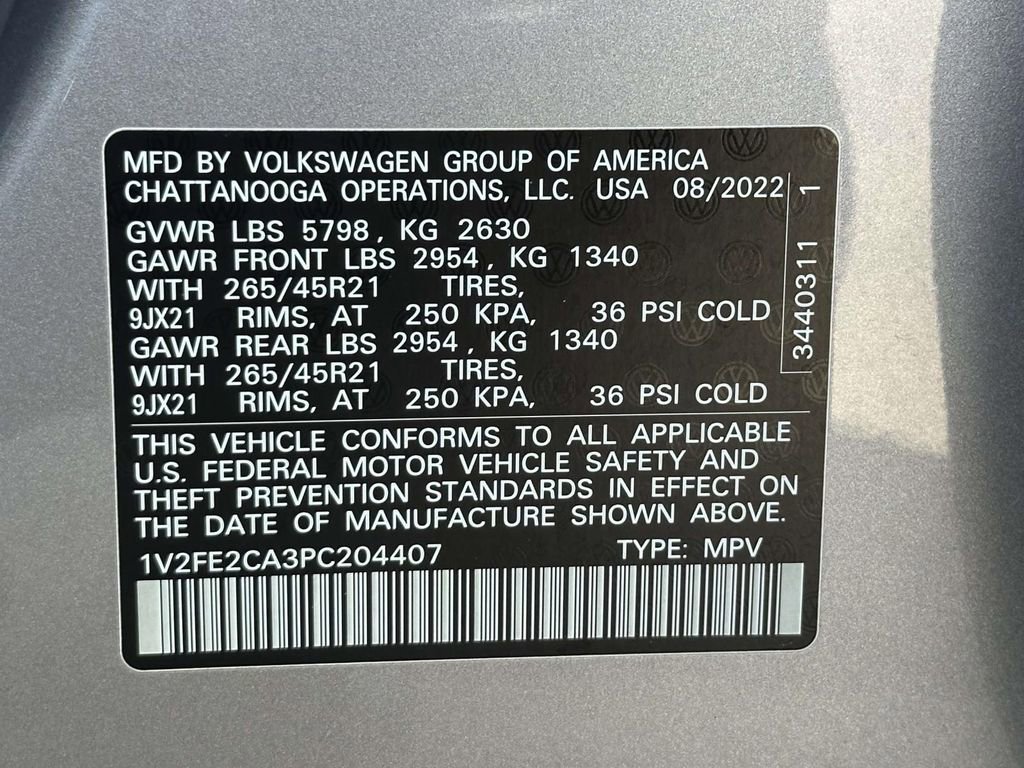 MFD BY VOLKSWAGEN GROUP OF AMERICA
CHATTANOOGA OPERATIONS, LLC. USA 08/2022
GVWR LBS 5798, KG 2630
GAWR FRONT LBS 2954, KG 1340
WITH 265/45R21 TIRES,
9JX21 RIMS, AT 250 KPA, 36 PSI COLD
GAWR REAR LBS 2954, KG 1340
WITH 265/45R21 TIRES,
9JX21 RIMS, AT 250 KPA, 36 PSI COLD
3440311 1
THIS VEHICLE CONFORMS TO ALL APPLICABLE
U.S. FEDERAL MOTOR VEHICLE SAFETY AND
THEFT PREVENTION STANDARDS IN EFFECT ON
THE DATE OF MANUFACTURE SHOWN ABOVE.
1V2FE2CA3PC204407 TYPE: MPV